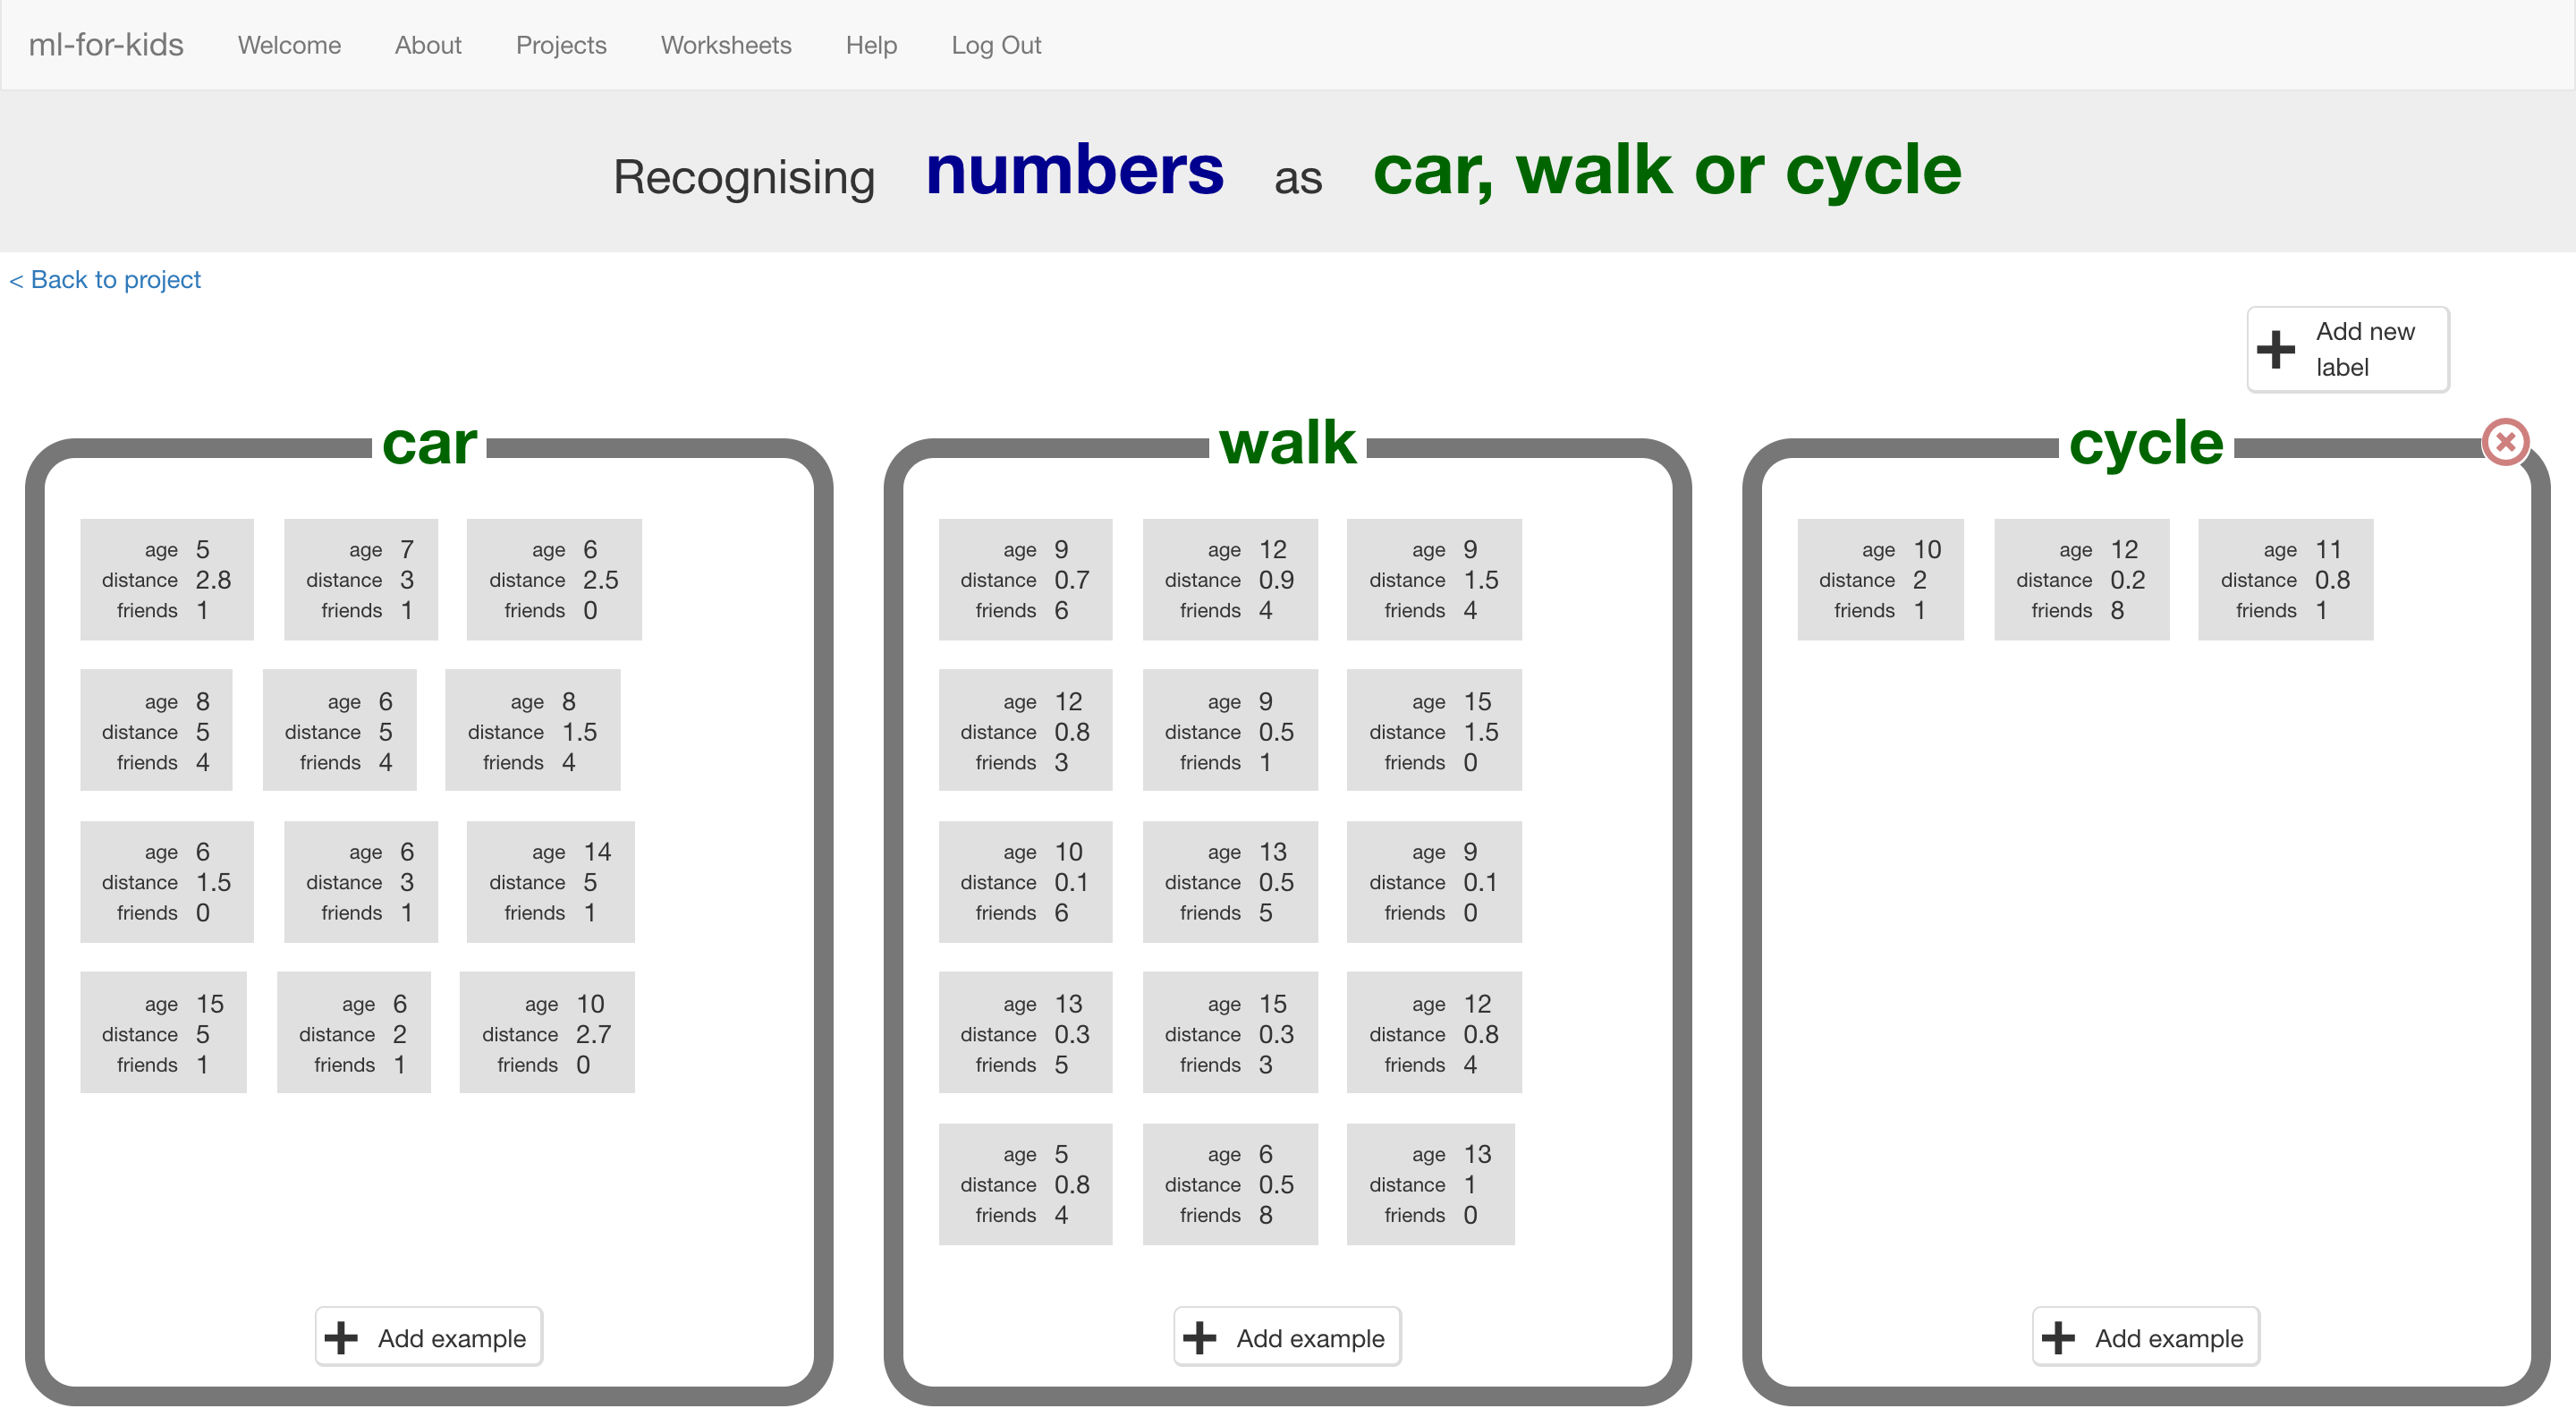 ml-for-kids Welcome About Projects Worksheets Help Log Out
Recognising numbers as car, walk or cycle
< Back to project
Add new
label
car
age 5
distance 2.8
friends 1
age 7
distance 3
friends 1
age 6
distance 2.5
friends 0
age 8
distance 5
friends 4
age 6
distance 5
friends 4
age 8
distance 1.5
friends 4
age 6
distance 1.5
friends 0
age 6
distance 3
friends 1
age 14
distance 5
friends 1
age 15
distance 5
friends 1
age 6
distance 2
friends 1
age 10
distance 2.7
friends 0
Add example
walk
age 9
distance 0.7
friends 6
age 12
distance 0.9
friends 4
age 9
distance 1.5
friends 4
age 12
distance 0.8
friends 3
age 9
distance 0.5
friends 1
age 15
distance 1.5
friends 0
age 10
distance 0.1
friends 6
age 13
distance 0.5
friends 5
age 9
distance 0.1
friends 0
age 13
distance 0.3
friends 5
age 15
distance 0.3
friends 3
age 12
distance 0.8
friends 4
age 5
distance 0.8
friends 4
age 6
distance 0.5
friends 8
age 13
distance 1
friends 0
Add example
cycle
age 10
distance 2
friends 1
age 12
distance 0.2
friends 8
age 11
distance 0.8
friends 1
Add example